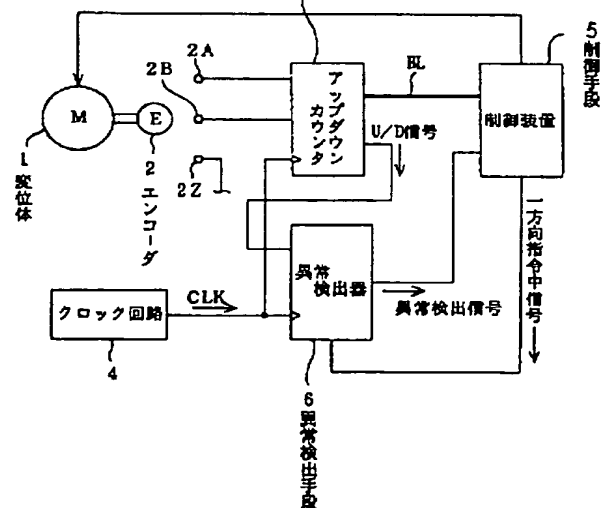 2A
2B
2Z
M
E
1 変位体
2 エンコーダ
アップダウン
カウンタ
BL
U/D信号
制御装置
5 制御手段
一方向指令中信号
異常
検出器
異常検出信号
クロック回路
CLK
4
6 異常検出手段